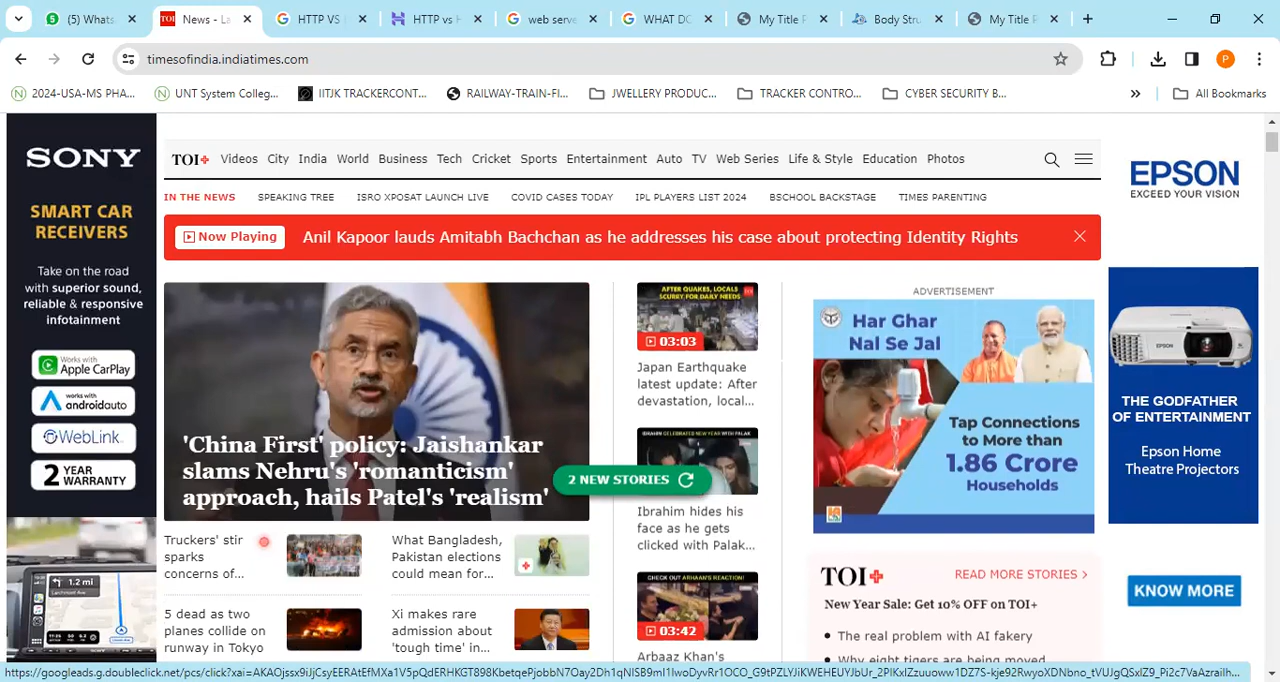 (5) Whats
News - La
HTTP VS
HTTP vs H
web serve
WHAT DO
My Title P
Body Stru
My Title P
timesofindia.indiatimes.com
P
2024-USA-MS PHA...
UNT System Colleg...
IITJK TRACKERCONT...
RAILWAY-TRAIN-FI...
JWELLERY PRODUC...
TRACKER CONTRO...
CYBER SECURITY B...
All Bookmarks
SONY
SMART CAR
RECEIVERS
Take on the road
with superior sound,
reliable & responsive
infotainment
Works with
Apple CarPlay
works with
androidauto
WebLink
2 YEAR
WARRANTY
1.2 mi
TOI+ Videos City India World Business Tech Cricket Sports Entertainment Auto TV Web Series Life & Style Education Photos
IN THE NEWS SPEAKING TREE ISRO XPOSAT LAUNCH LIVE COVID CASES TODAY IPL PLAYERS LIST 2024 BSCHOOL BACKSTAGE TIMES PARENTING
Now Playing Anil Kapoor lauds Amitabh Bachchan as he addresses his case about protecting Identity Rights
'China First' policy: Jaishankar
slams Nehru's 'romanticism'
approach, hails Patel's 'realism'
2 NEW STORIES
Truckers' stir
sparks
concerns of...
What Bangladesh,
Pakistan elections
could mean for...
5 dead as two
planes collide on
runway in Tokyo
Xi makes rare
admission about
'tough time' in...
AFTER QUAKES, LOCALS
SCURRY FOR DAILY NEEDS
03:03
Japan Earthquake
latest update: After
devastation, local...
IBRAHIM CELEBRATED NEW YEAR WITH PALAK
Ibrahim hides his
face as he gets
clicked with Palak...
CHECK OUT ARHAAN'S REACTION!
03:42
Arbaaz Khan's
ADVERTISEMENT
Har Ghar
Nal Se Jal
Tap Connections
to More than
1.86 Crore
Households
TOI+
READ MORE STORIES >
New Year Sale: Get 10% OFF on TOI+
The real problem with AI fakery
Why eight tigers are being moved
EPSON
EXCEED YOUR VISION
EPSON
THE GODFATHER
OF ENTERTAINMENT
Epson Home
Theatre Projectors
KNOW MORE